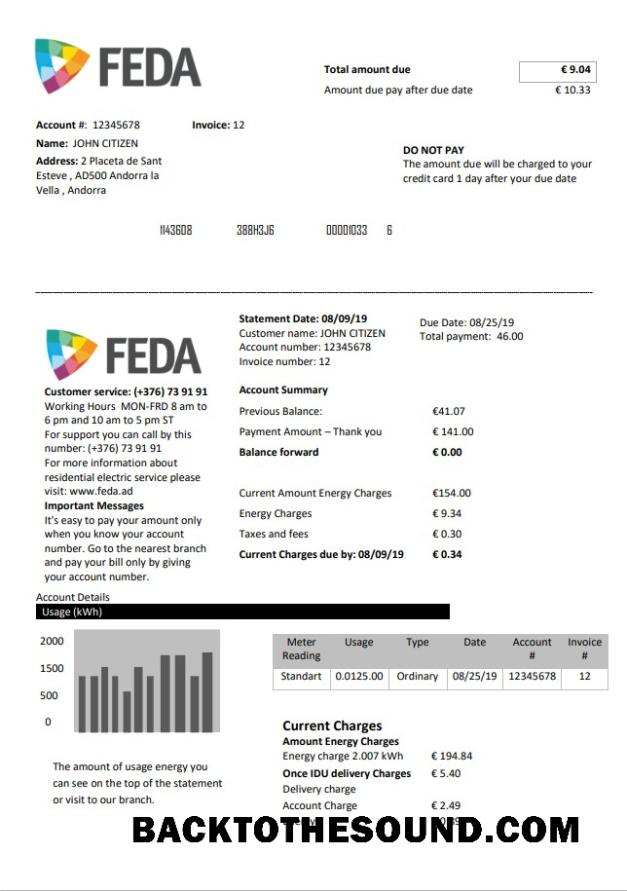 FEDA
Total amount due € 9.04
Amount due pay after due date € 10.33
Account #: 12345678 Invoice: 12
Name: JOHN CITIZEN
Address: 2 Placeta de Sant
Esteve , AD500 Andorra la
Vella , Andorra
DO NOT PAY
The amount due will be charged to your
credit card 1 day after your due date
1143608 388H3J6 00001033 6
FEDA
Customer service: (+376) 73 91 91
Working Hours MON-FRD 8 am to
6 pm and 10 am to 5 pm ST
For support you can call by this
number: (+376) 73 91 91
For more information about
residential electric service please
visit: www.feda.ad
Important Messages
It's easy to pay your amount only
when you know your account
number. Go to the nearest branch
and pay your bill only by giving
your account number.
Statement Date: 08/09/19
Customer name: JOHN CITIZEN
Account number: 12345678
Invoice number: 12
Due Date: 08/25/19
Total payment: 46.00
Account Summary
Previous Balance: €41.07
Payment Amount – Thank you € 141.00
Balance forward € 0.00
Current Amount Energy Charges €154.00
Energy Charges € 9.34
Taxes and fees € 0.30
Current Charges due by: 08/09/19 € 0.34
Account Details
Usage (kWh)
2000
1500
500
0
The amount of usage energy you
can see on the top of the statement
or visit to our branch.
Meter Reading Usage Type Date Account # Invoice #
Standart 0.0125.00 Ordinary 08/25/19 12345678 12
Current Charges
Amount Energy Charges
Energy charge 2.007 kWh € 194.84
Once IDU delivery Charges € 5.40
Delivery charge
Account Charge € 2.49
BACKTOTHESOUND.COM